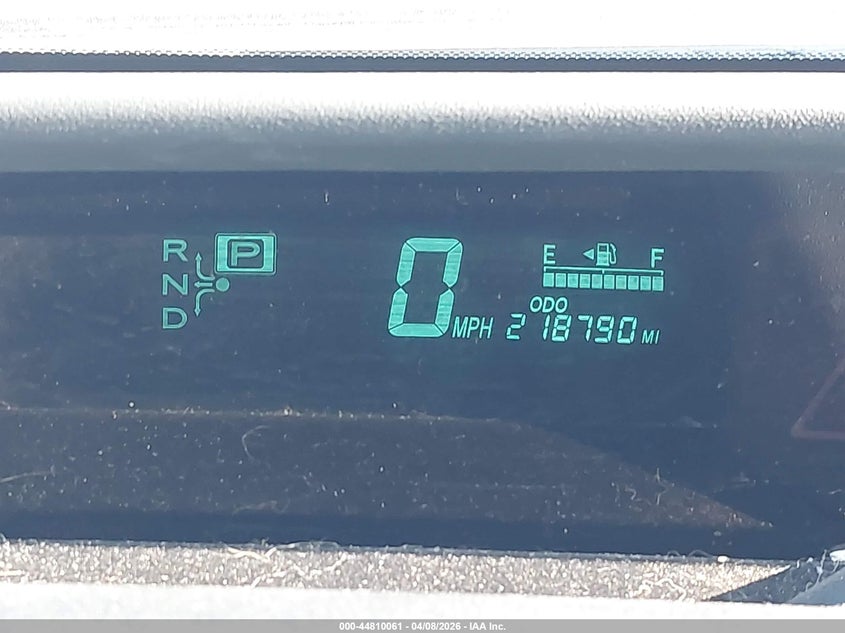 R P
N
D
0 MPH
E F
ODO
218790 MI
000-44810061 - 04/08/2026 - IAA Inc.